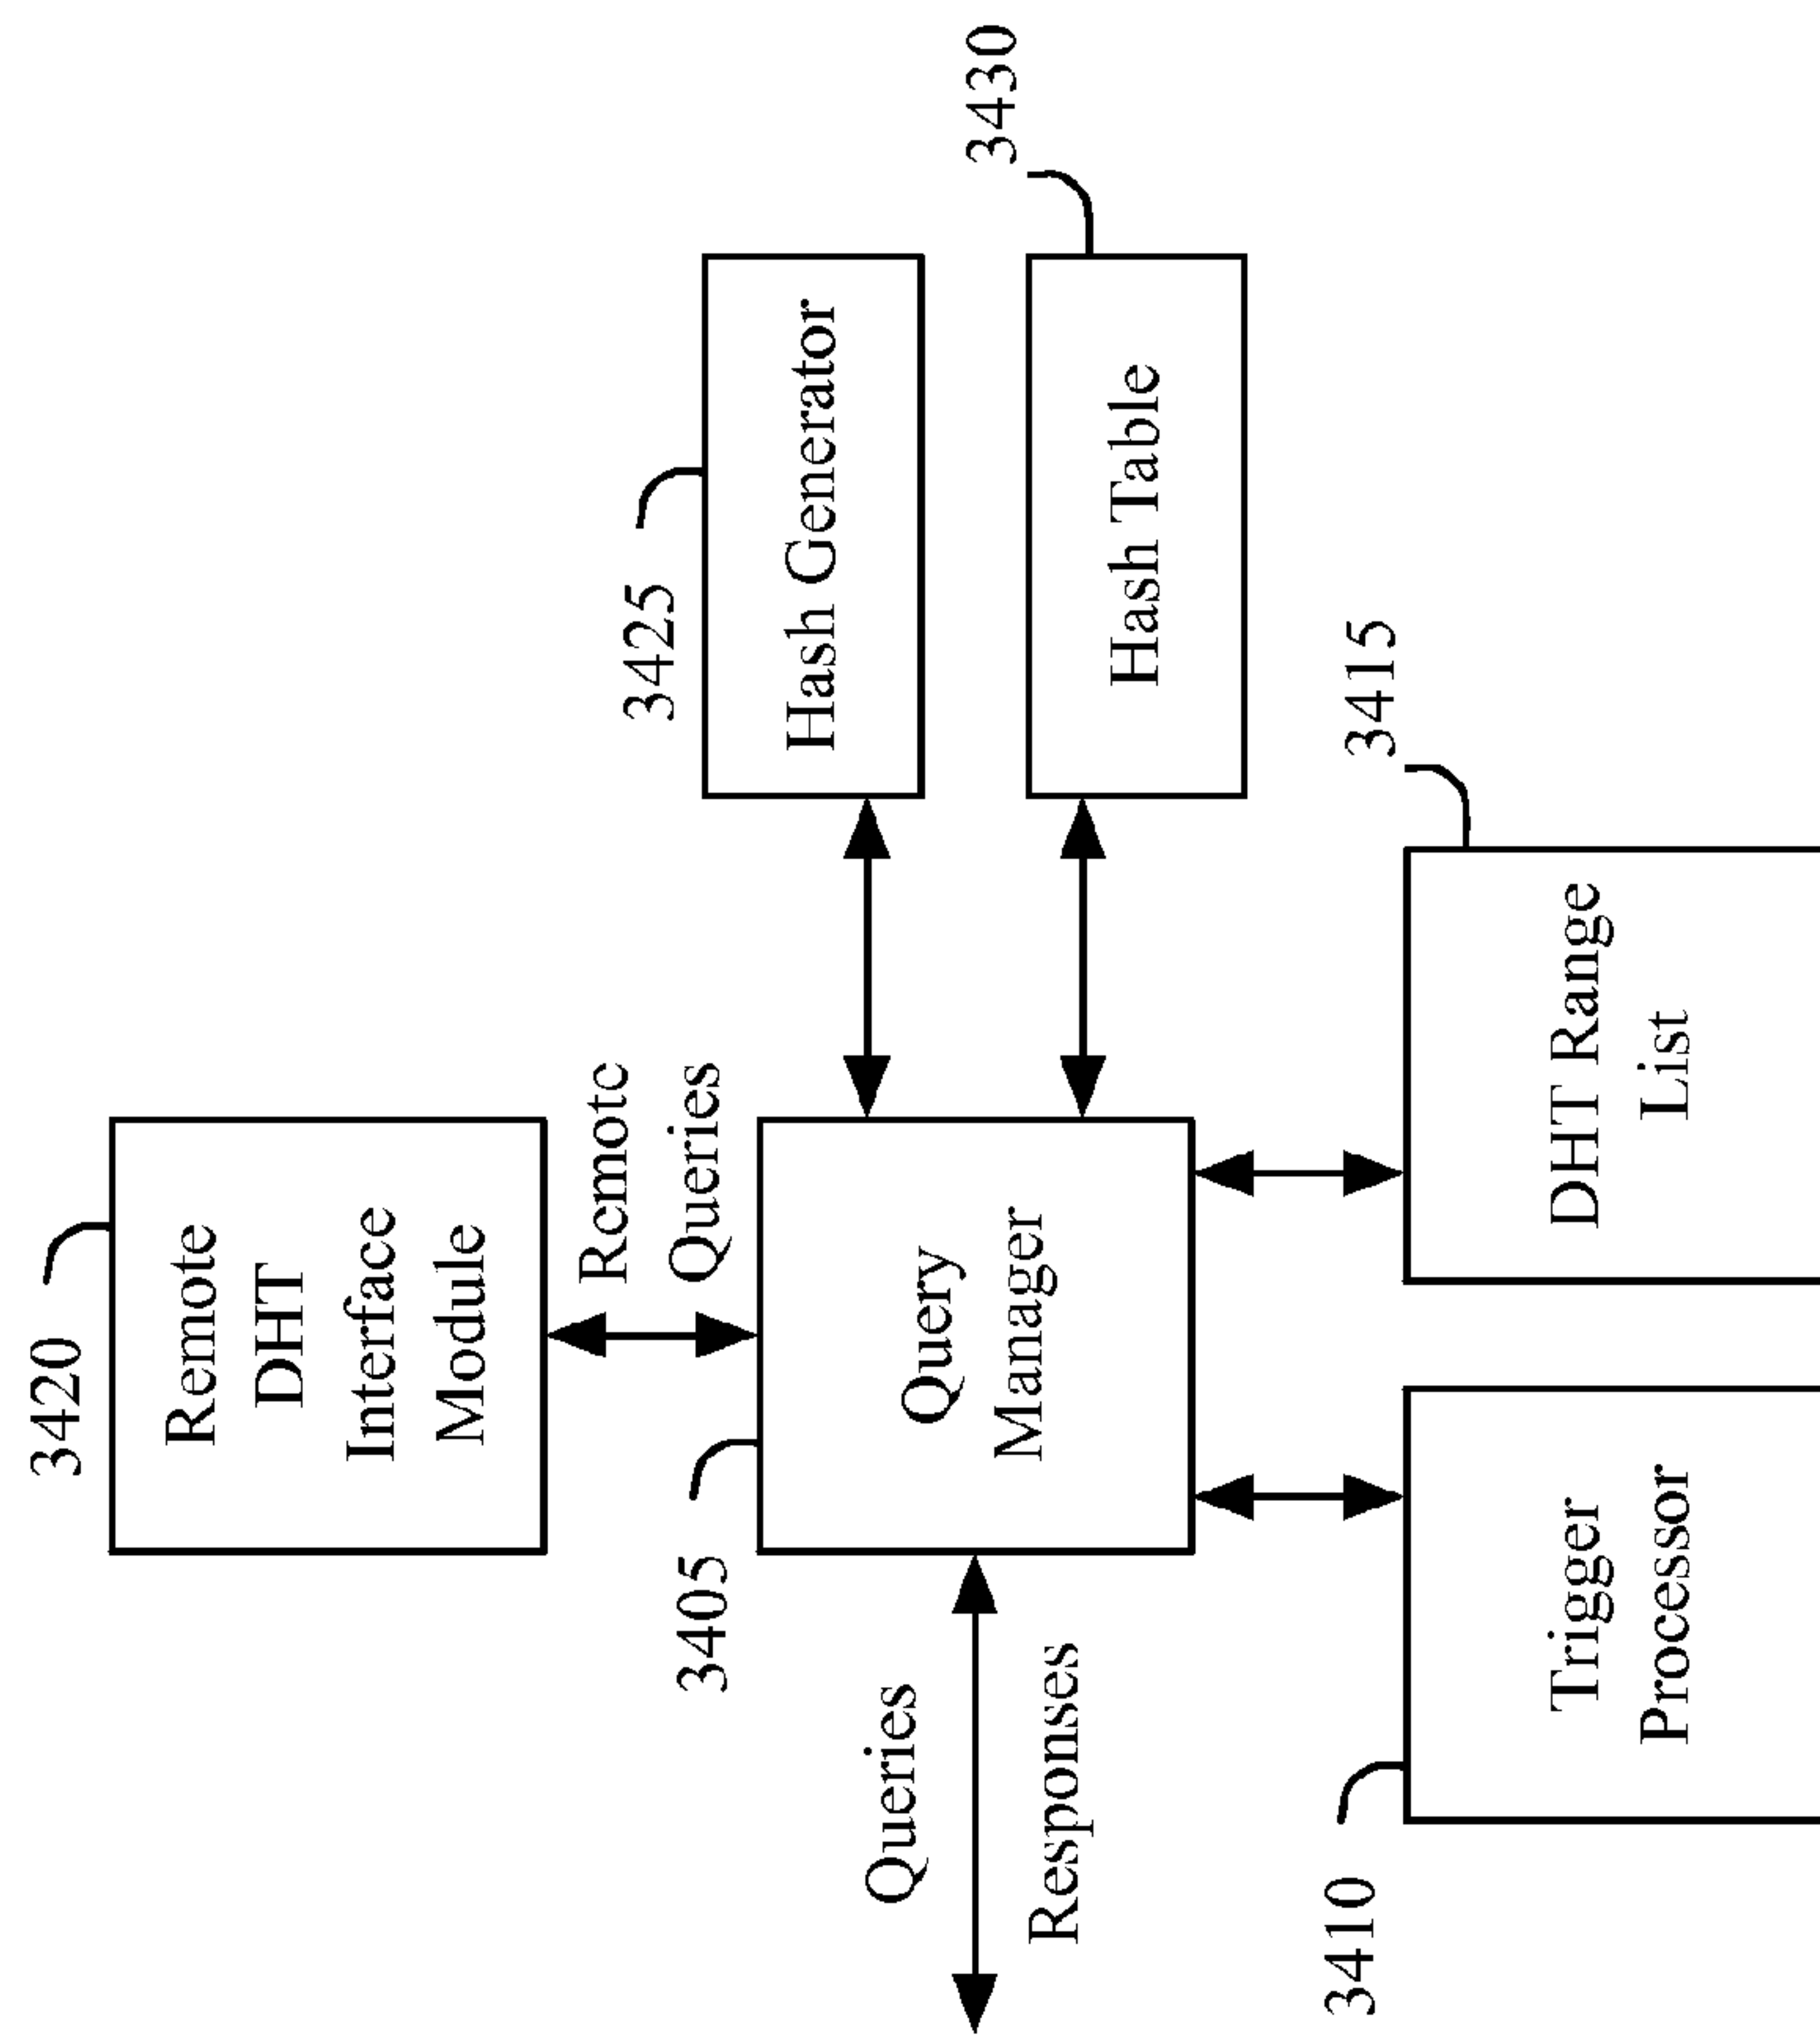 3420
Remote
DHT
Interface
Module
Remote
Queries
3425
Hash Generator
3430
Hash Table
3405
Query
Manager
Queries
Responses
3410
Trigger
Processor
3415
DHT Range
List